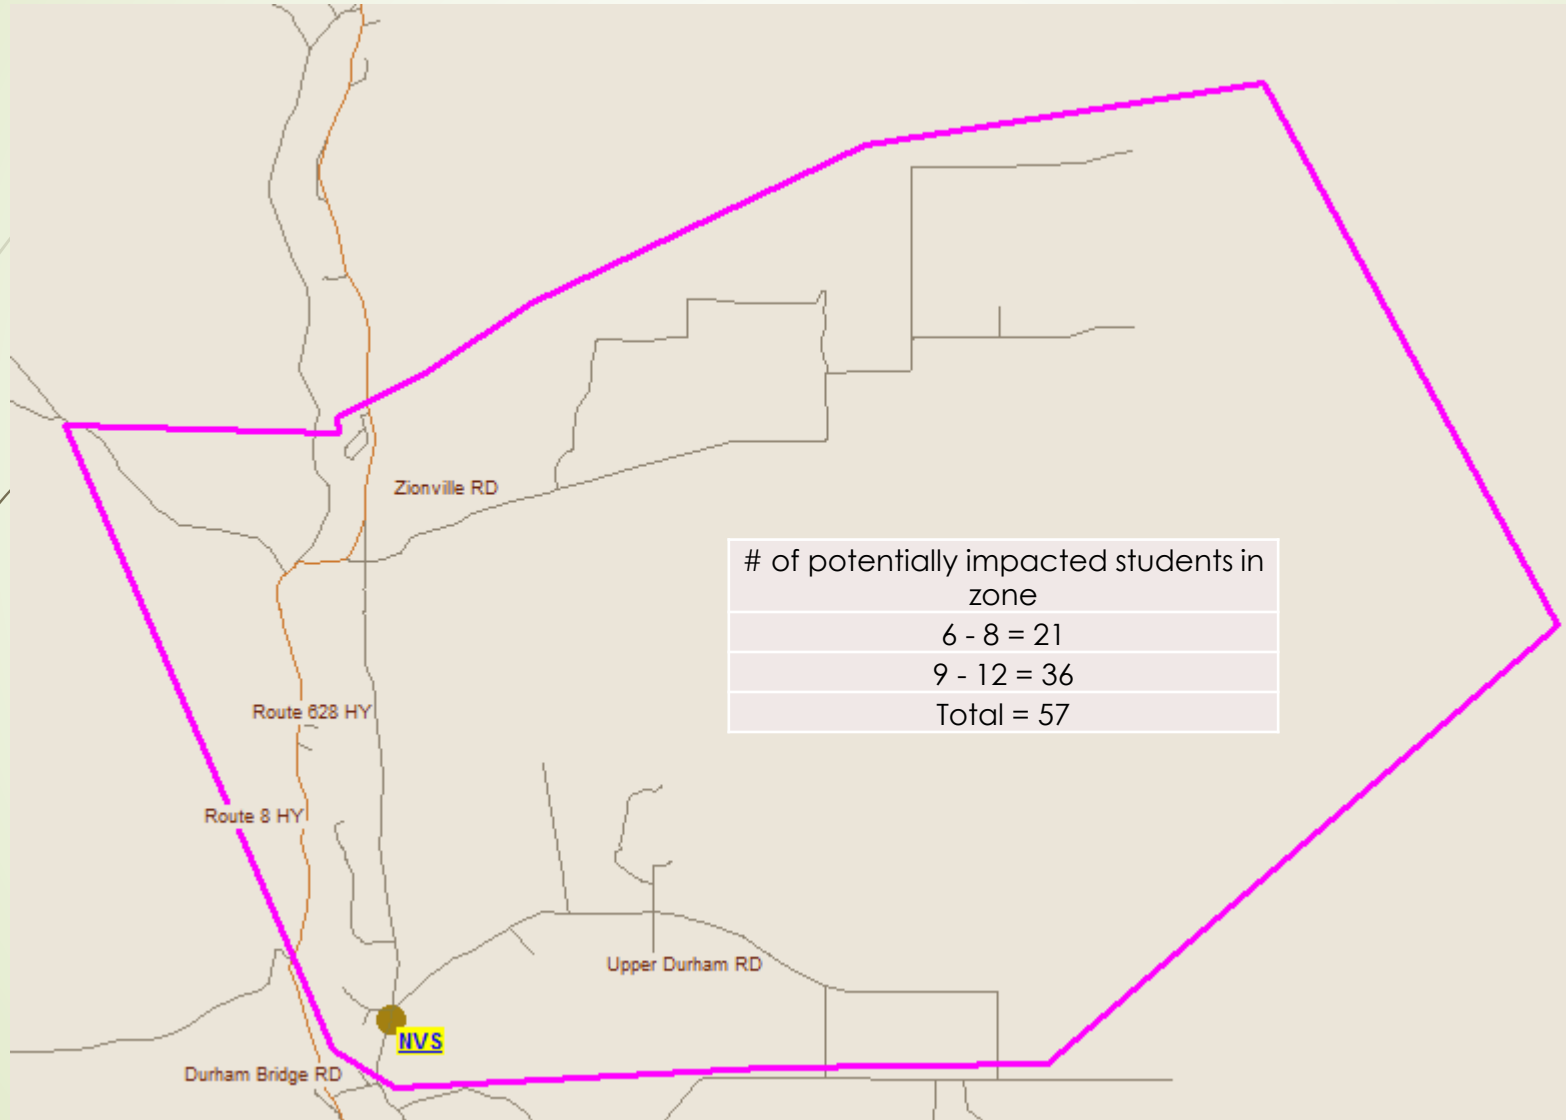 Zionville RD
# of potentially impacted students in
zone
6 - 8 = 21
9 - 12 = 36
Total = 57
Route 628 HY
Route 8 HY
Upper Durham RD
NVS
Durham Bridge RD